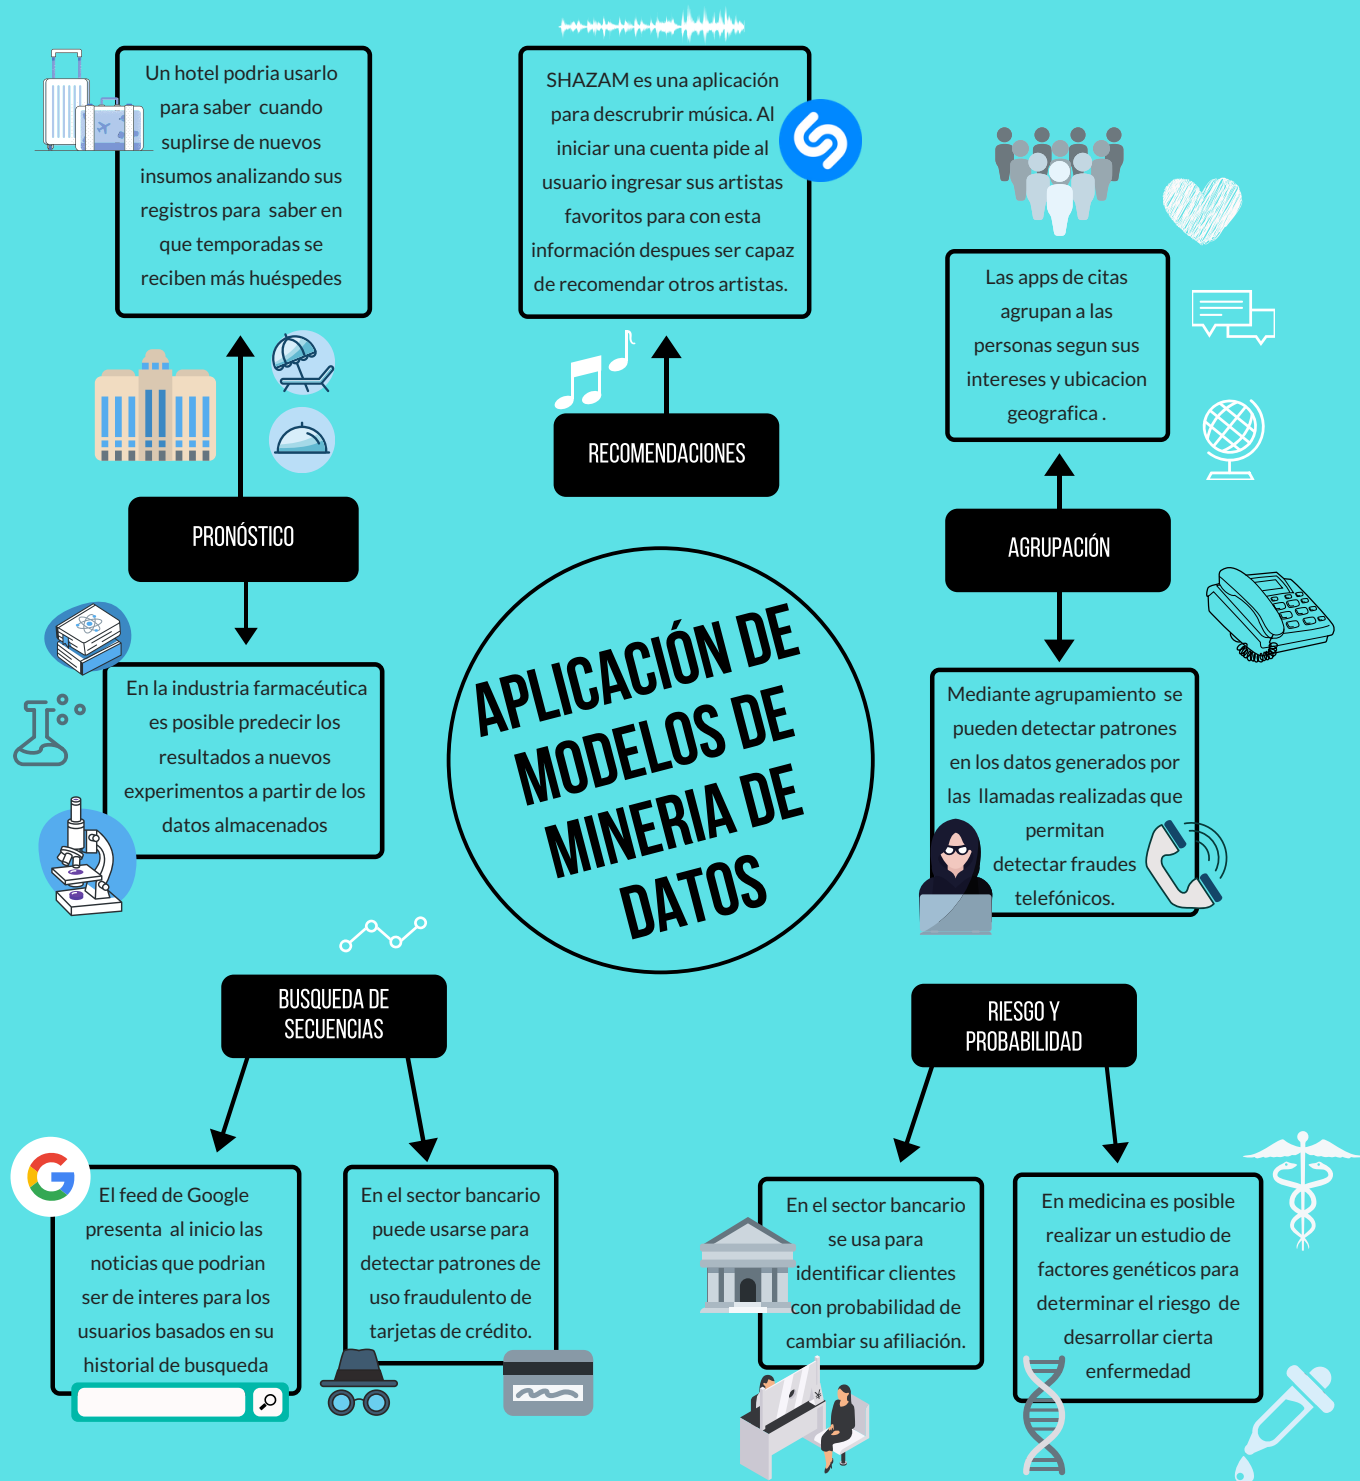 Un hotel podria usarlo
para saber cuando
suplirse de nuevos
insumos analizando sus
registros para saber en
que temporadas se
reciben más huéspedes
SHAZAM es una aplicación
para descrubrir música. Al
iniciar una cuenta pide al
usuario ingresar sus artistas
favoritos para con esta
información despues ser capaz
de recomendar otros artistas.
Las apps de citas
agrupan a las
personas segun sus
intereses y ubicacion
geografica .
RECOMENDACIONES
PRONÓSTICO
AGRUPACIÓN
APLICACIÓN DE
MODELOS DE
MINERIA DE
DATOS
En la industria farmacéutica
es posible predecir los
resultados a nuevos
experimentos a partir de los
datos almacenados
Mediante agrupamiento se
pueden detectar patrones
en los datos generados por
las llamadas realizadas que
permitan
detectar fraudes
telefónicos.
BUSQUEDA DE
SECUENCIAS
RIESGO Y
PROBABILIDAD
El feed de Google
presenta al inicio las
noticias que podrian
ser de interes para los
usuarios basados en su
historial de busqueda
En el sector bancario
puede usarse para
detectar patrones de
uso fraudulento de
tarjetas de crédito.
En el sector bancario
se usa para
identificar clientes
con probabilidad de
cambiar su afiliación.
En medicina es posible
realizar un estudio de
factores genéticos para
determinar el riesgo de
desarrollar cierta
enfermedad